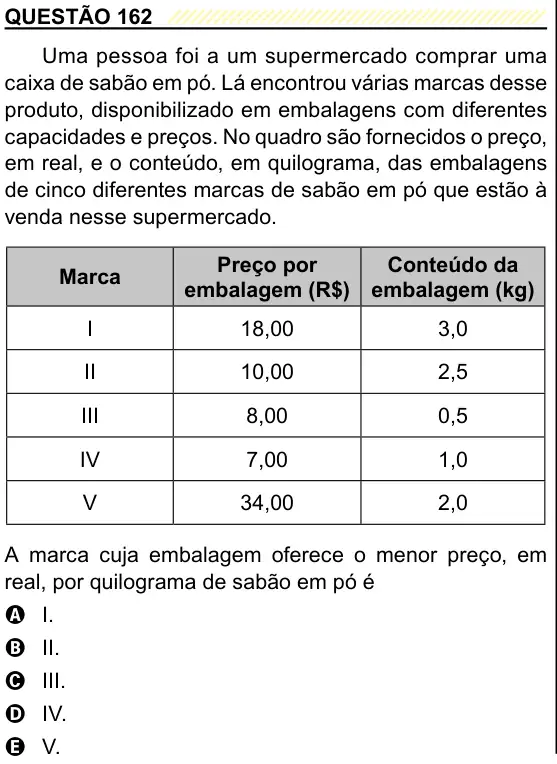 QUESTÃO 162
Uma pessoa foi a um supermercado comprar uma
caixa de sabão em pó. Lá encontrou várias marcas desse
produto, disponibilizado em embalagens com diferentes
capacidades e preços. No quadro são fornecidos o preço,
em real, e o conteúdo, em quilograma, das embalagens
de cinco diferentes marcas de sabão em pó que estão à
venda nesse supermercado.
Marca Preço por embalagem (R$) Conteúdo da embalagem (kg)
I 18,00 3,0
II 10,00 2,5
III 8,00 0,5
IV 7,00 1,0
V 34,00 2,0
A marca cuja embalagem oferece o menor preço, em
real, por quilograma de sabão em pó é
A I.
B II.
C III.
D IV.
E V.